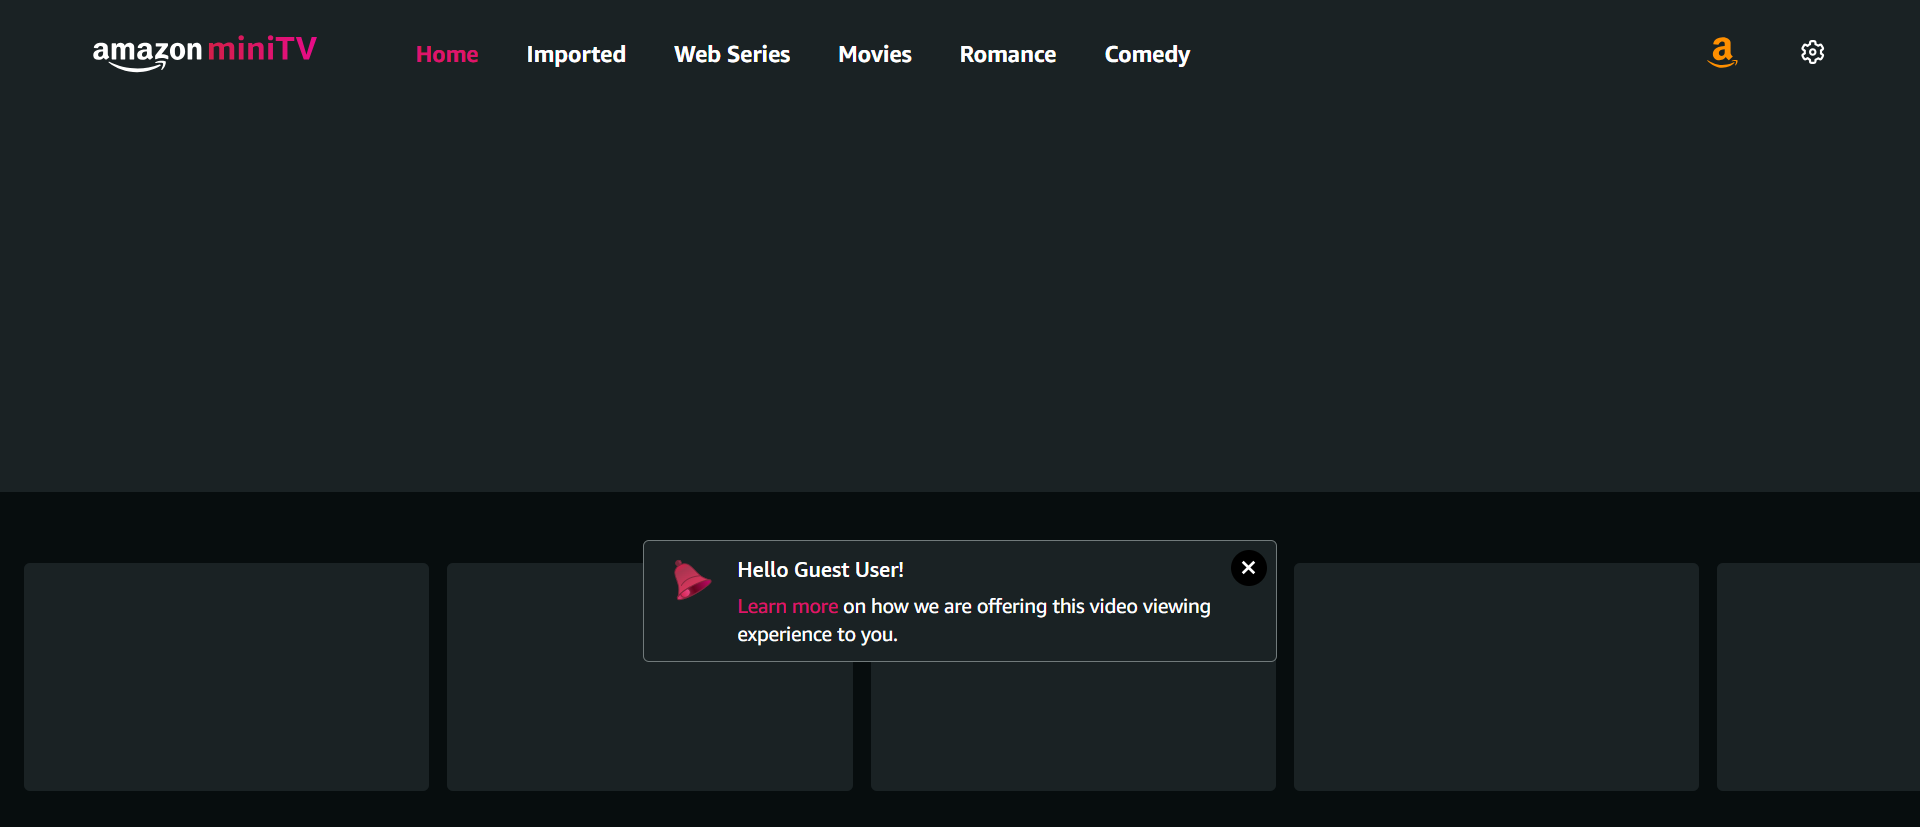 amazon miniTV
Home
Imported
Web Series
Movies
Romance
Comedy
a
Hello Guest User!
Learn more on how we are offering this video viewing
experience to you.